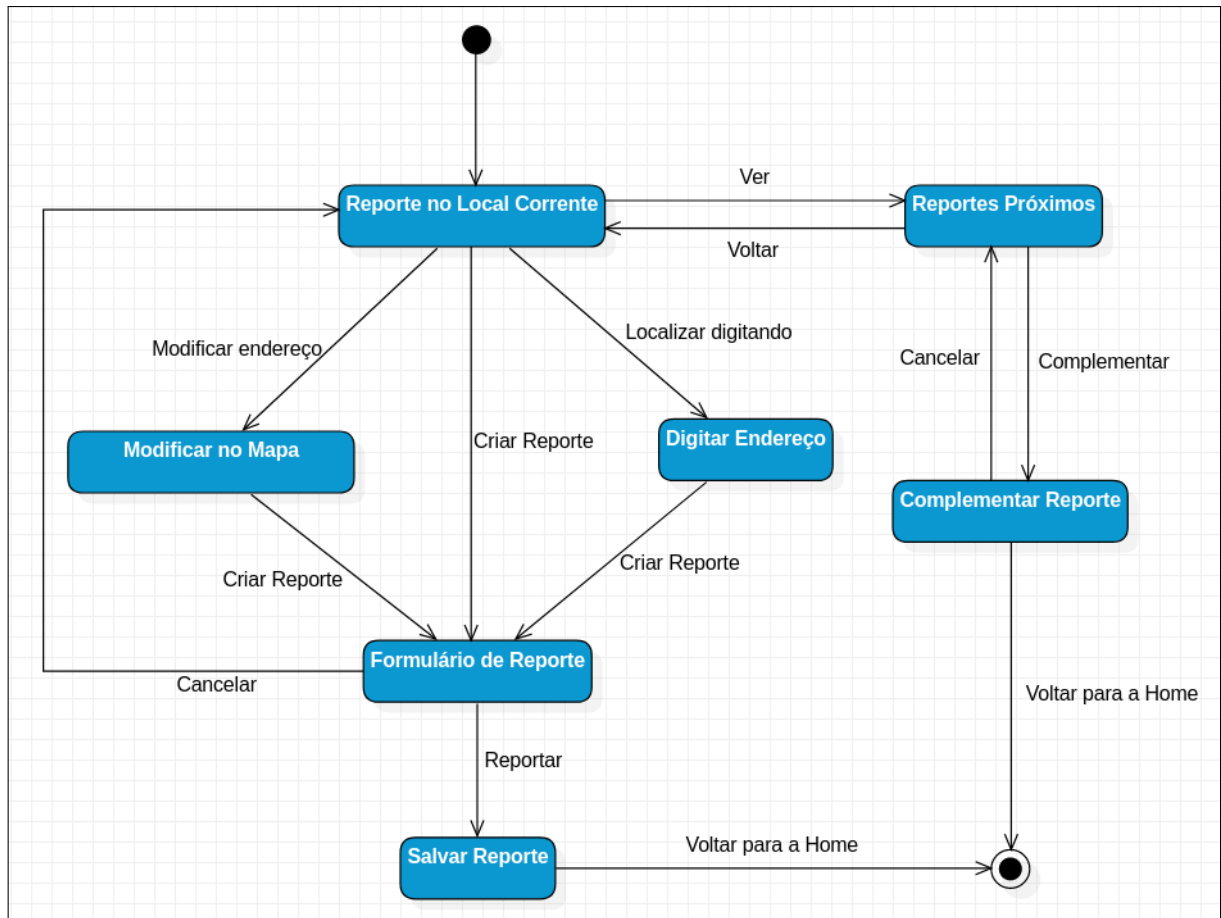 Ver
Reporte no Local Corrente
Reportes Próximos
Voltar
Localizar digitando
Modificar endereço
Cancelar
Complementar
Criar Reporte
Digitar Endereço
Modificar no Mapa
Complementar Reporte
Criar Reporte
Criar Reporte
Formulário de Reporte
Cancelar
Voltar para a Home
Reportar
Voltar para a Home
Salvar Reporte